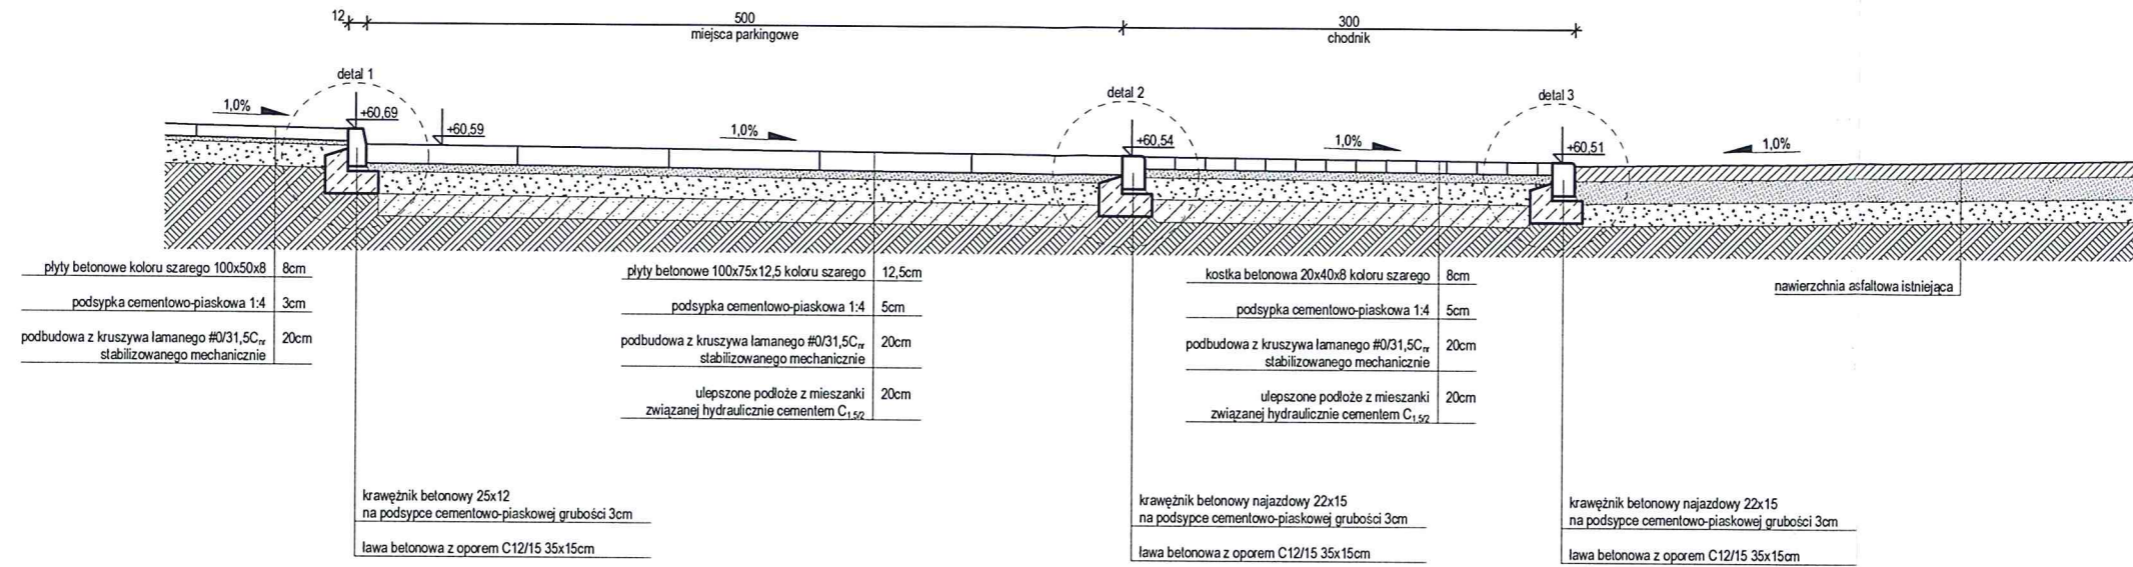 12
500
miejsca parkingowe
300
chodnik
detal 1
detal 2
detal 3
1,0%
+60,69
+60,59
1,0%
+60,54
1,0%
+60,51
1,0%
płyty betonowe koloru szarego 100x50x8 8cm
podsypka cementowo-piaskowa 1:4 3cm
podbudowa z kruszywa łamanego #0/31,5Cnr 20cm
stabilizowanego mechanicznie
płyty betonowe 100x75x12,5 koloru szarego 12,5cm
podsypka cementowo-piaskowa 1:4 5cm
podbudowa z kruszywa łamanego #0/31,5Cnr 20cm
stabilizowanego mechanicznie
ulepszone podłoże z mieszanki 20cm
związanej hydraulicznie cementem C1,5/2
kostka betonowa 20x40x8 koloru szarego 8cm
podsypka cementowo-piaskowa 1:4 5cm
podbudowa z kruszywa łamanego #0/31,5Cnr 20cm
stabilizowanego mechanicznie
ulepszone podłoże z mieszanki 20cm
związanej hydraulicznie cementem C1,5/2
nawierzchnia asfaltowa istniejąca
krawężnik betonowy 25x12
na podsypce cementowo-piaskowej grubości 3cm
ława betonowa z oporem C12/15 35x15cm
krawężnik betonowy najazdowy 22x15
na podsypce cementowo-piaskowej grubości 3cm
ława betonowa z oporem C12/15 35x15cm
krawężnik betonowy najazdowy 22x15
na podsypce cementowo-piaskowej grubości 3cm
ława betonowa z oporem C12/15 35x15cm